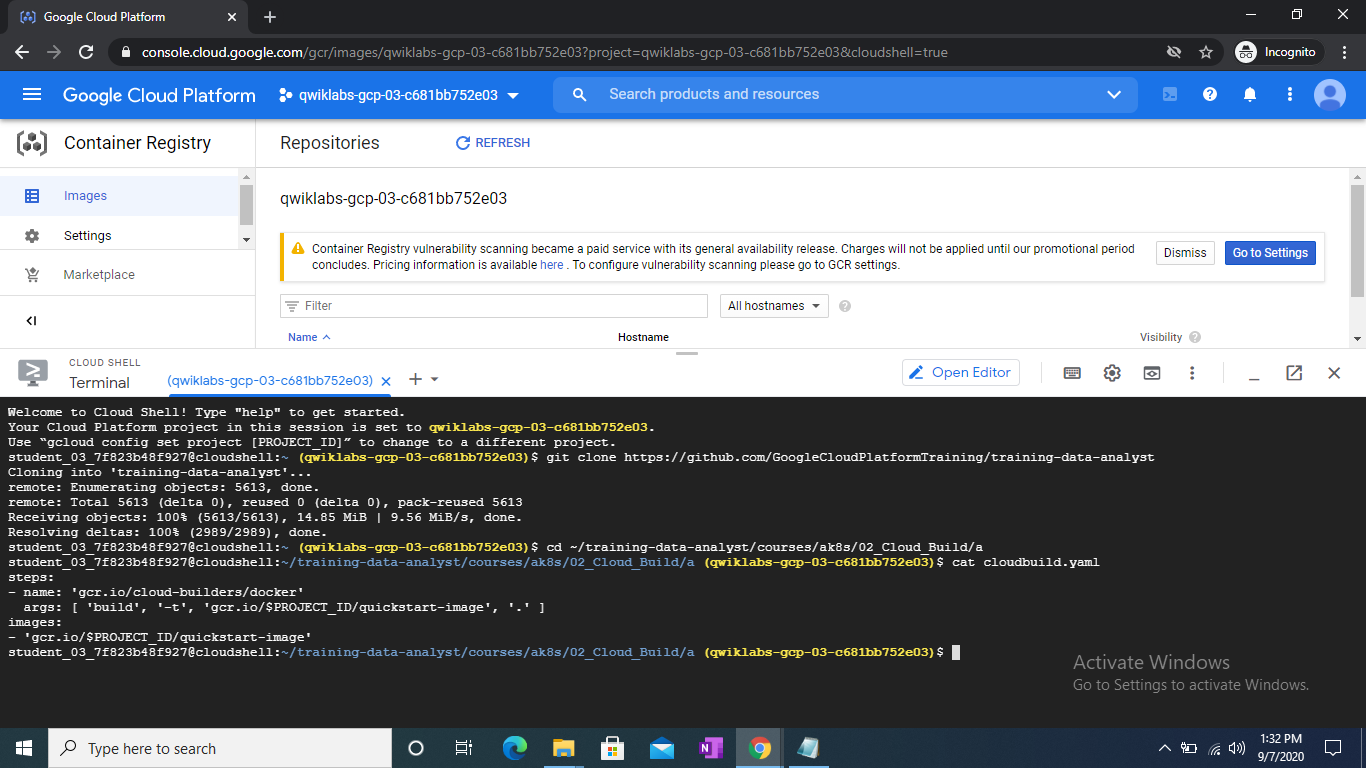 Google Cloud Platform
console.cloud.google.com/gcr/images/qwiklabs-gcp-03-c681bb752e03?project=qwiklabs-gcp-03-c681bb752e03&cloudshell=true
Incognito
Google Cloud Platform
qwiklabs-gcp-03-c681bb752e03
Search products and resources
Container Registry
Repositories
REFRESH
Images
Settings
Marketplace
qwiklabs-gcp-03-c681bb752e03
Container Registry vulnerability scanning became a paid service with its general availability release. Charges will not be applied until our promotional period
concludes. Pricing information is available here . To configure vulnerability scanning please go to GCR settings.
Dismiss
Go to Settings
Filter
All hostnames
Name
Hostname
Visibility
CLOUD SHELL
Terminal
(qwiklabs-gcp-03-c681bb752e03)
Open Editor
Welcome to Cloud Shell! Type "help" to get started.
Your Cloud Platform project in this session is set to qwiklabs-gcp-03-c681bb752e03.
Use “gcloud config set project [PROJECT_ID]” to change to a different project.
student_03_7f823b48f927@cloudshell:~ (qwiklabs-gcp-03-c681bb752e03)$ git clone https://github.com/GoogleCloudPlatformTraining/training-data-analyst
Cloning into 'training-data-analyst'...
remote: Enumerating objects: 5613, done.
remote: Total 5613 (delta 0), reused 0 (delta 0), pack-reused 5613
Receiving objects: 100% (5613/5613), 14.85 MiB | 9.56 MiB/s, done.
Resolving deltas: 100% (2989/2989), done.
student_03_7f823b48f927@cloudshell:~ (qwiklabs-gcp-03-c681bb752e03)$ cd ~/training-data-analyst/courses/ak8s/02_Cloud_Build/a
student_03_7f823b48f927@cloudshell:~/training-data-analyst/courses/ak8s/02_Cloud_Build/a (qwiklabs-gcp-03-c681bb752e03)$ cat cloudbuild.yaml
steps:
- name: 'gcr.io/cloud-builders/docker'
  args: [ 'build', '-t', 'gcr.io/$PROJECT_ID/quickstart-image', '.' ]
images:
- 'gcr.io/$PROJECT_ID/quickstart-image'
student_03_7f823b48f927@cloudshell:~/training-data-analyst/courses/ak8s/02_Cloud_Build/a (qwiklabs-gcp-03-c681bb752e03)$
Activate Windows
Go to Settings to activate Windows.
Type here to search
1:32 PM
9/7/2020